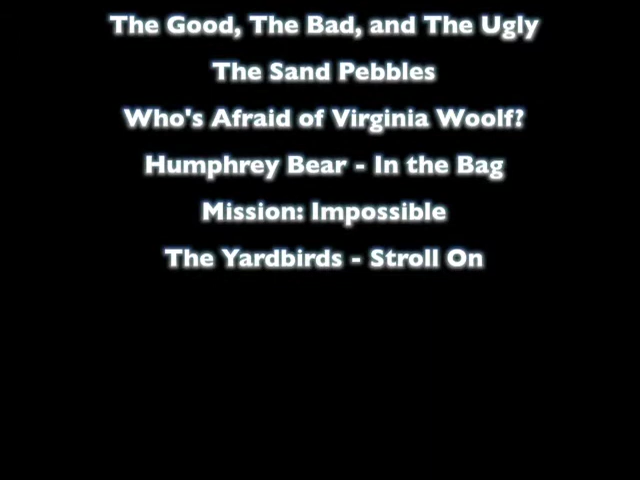 The Good, The Bad, and The Ugly
The Sand Pebbles
Who's Afraid of Virginia Woolf?
Humphrey Bear - In the Bag
Mission: Impossible
The Yardbirds - Stroll On